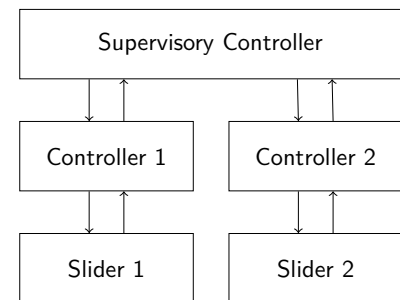 Supervisory Controller
Controller 1
Controller 2
Slider 1
Slider 2